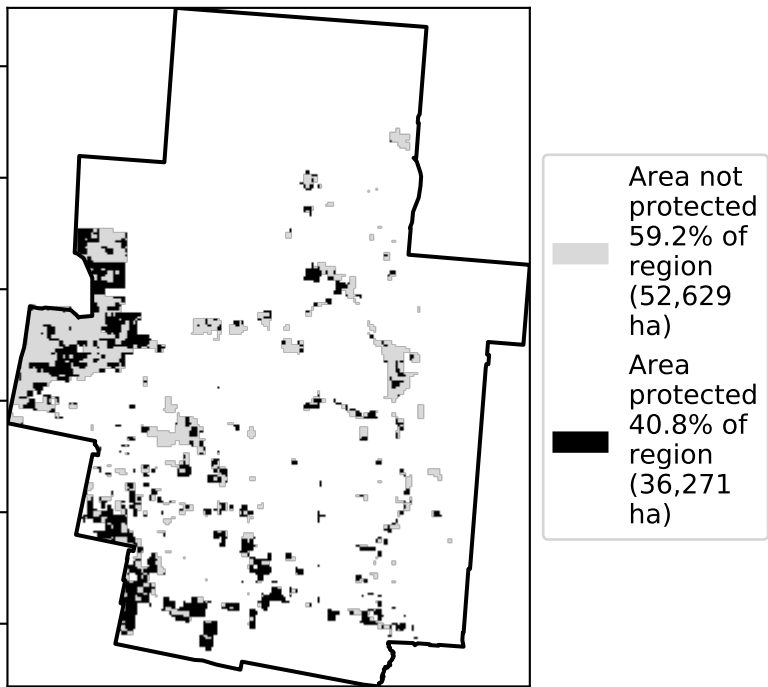 Area not
protected
59.2% of
region
(52,629
ha)
Area
protected
40.8% of
region
(36,271
ha)